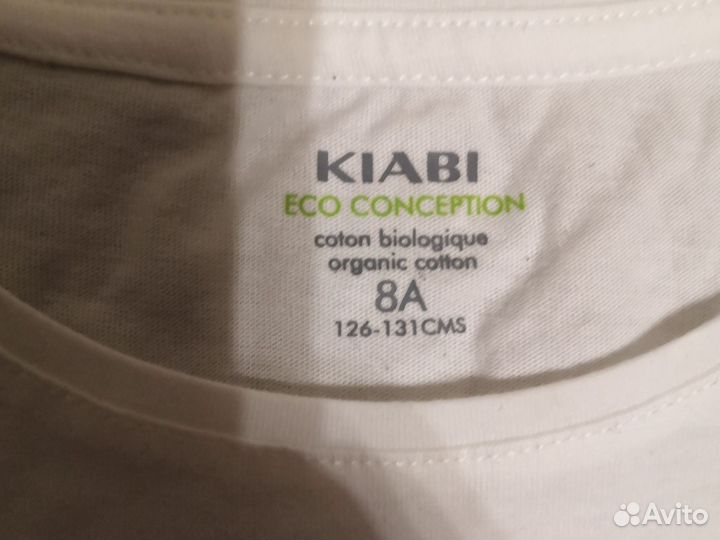 KIABI
ECO CONCEPTION
coton biologique
organic cotton
8A
126-131CMS
Avito